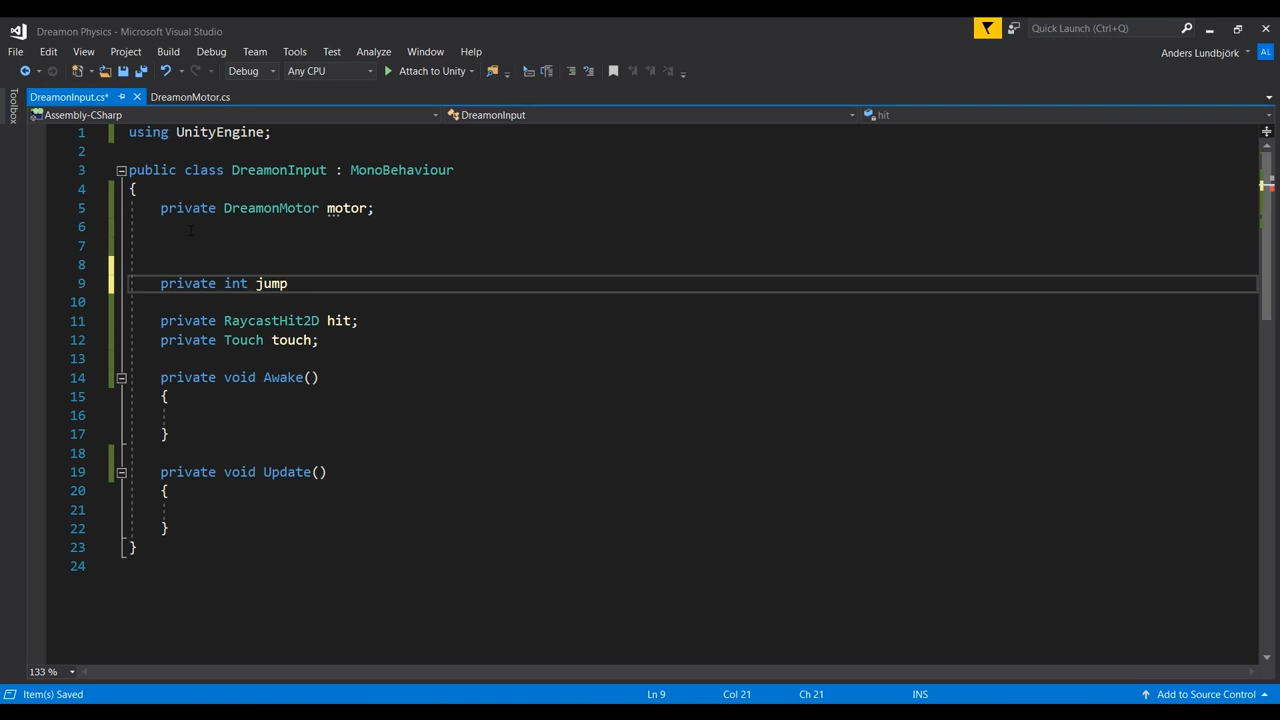 Dreamon Physics - Microsoft Visual Studio
Quick Launch (Ctrl+Q)
File Edit View Project Build Debug Team Tools Test Analyze Window Help
Anders Lundbjörk AL
Debug Any CPU Attach to Unity
Toolbox
DreamonInput.cs* DreamonMotor.cs
Assembly-CSharp DreamonInput hit
1 using UnityEngine;
2
3 public class DreamonInput : MonoBehaviour
4 {
5 private DreamonMotor motor;
6
7
8
9 private int jump
10
11 private RaycastHit2D hit;
12 private Touch touch;
13
14 private void Awake()
15 {
16
17 }
18
19 private void Update()
20 {
21
22 }
23 }
24
133 %
Item(s) Saved Ln 9 Col 21 Ch 21 INS Add to Source Control